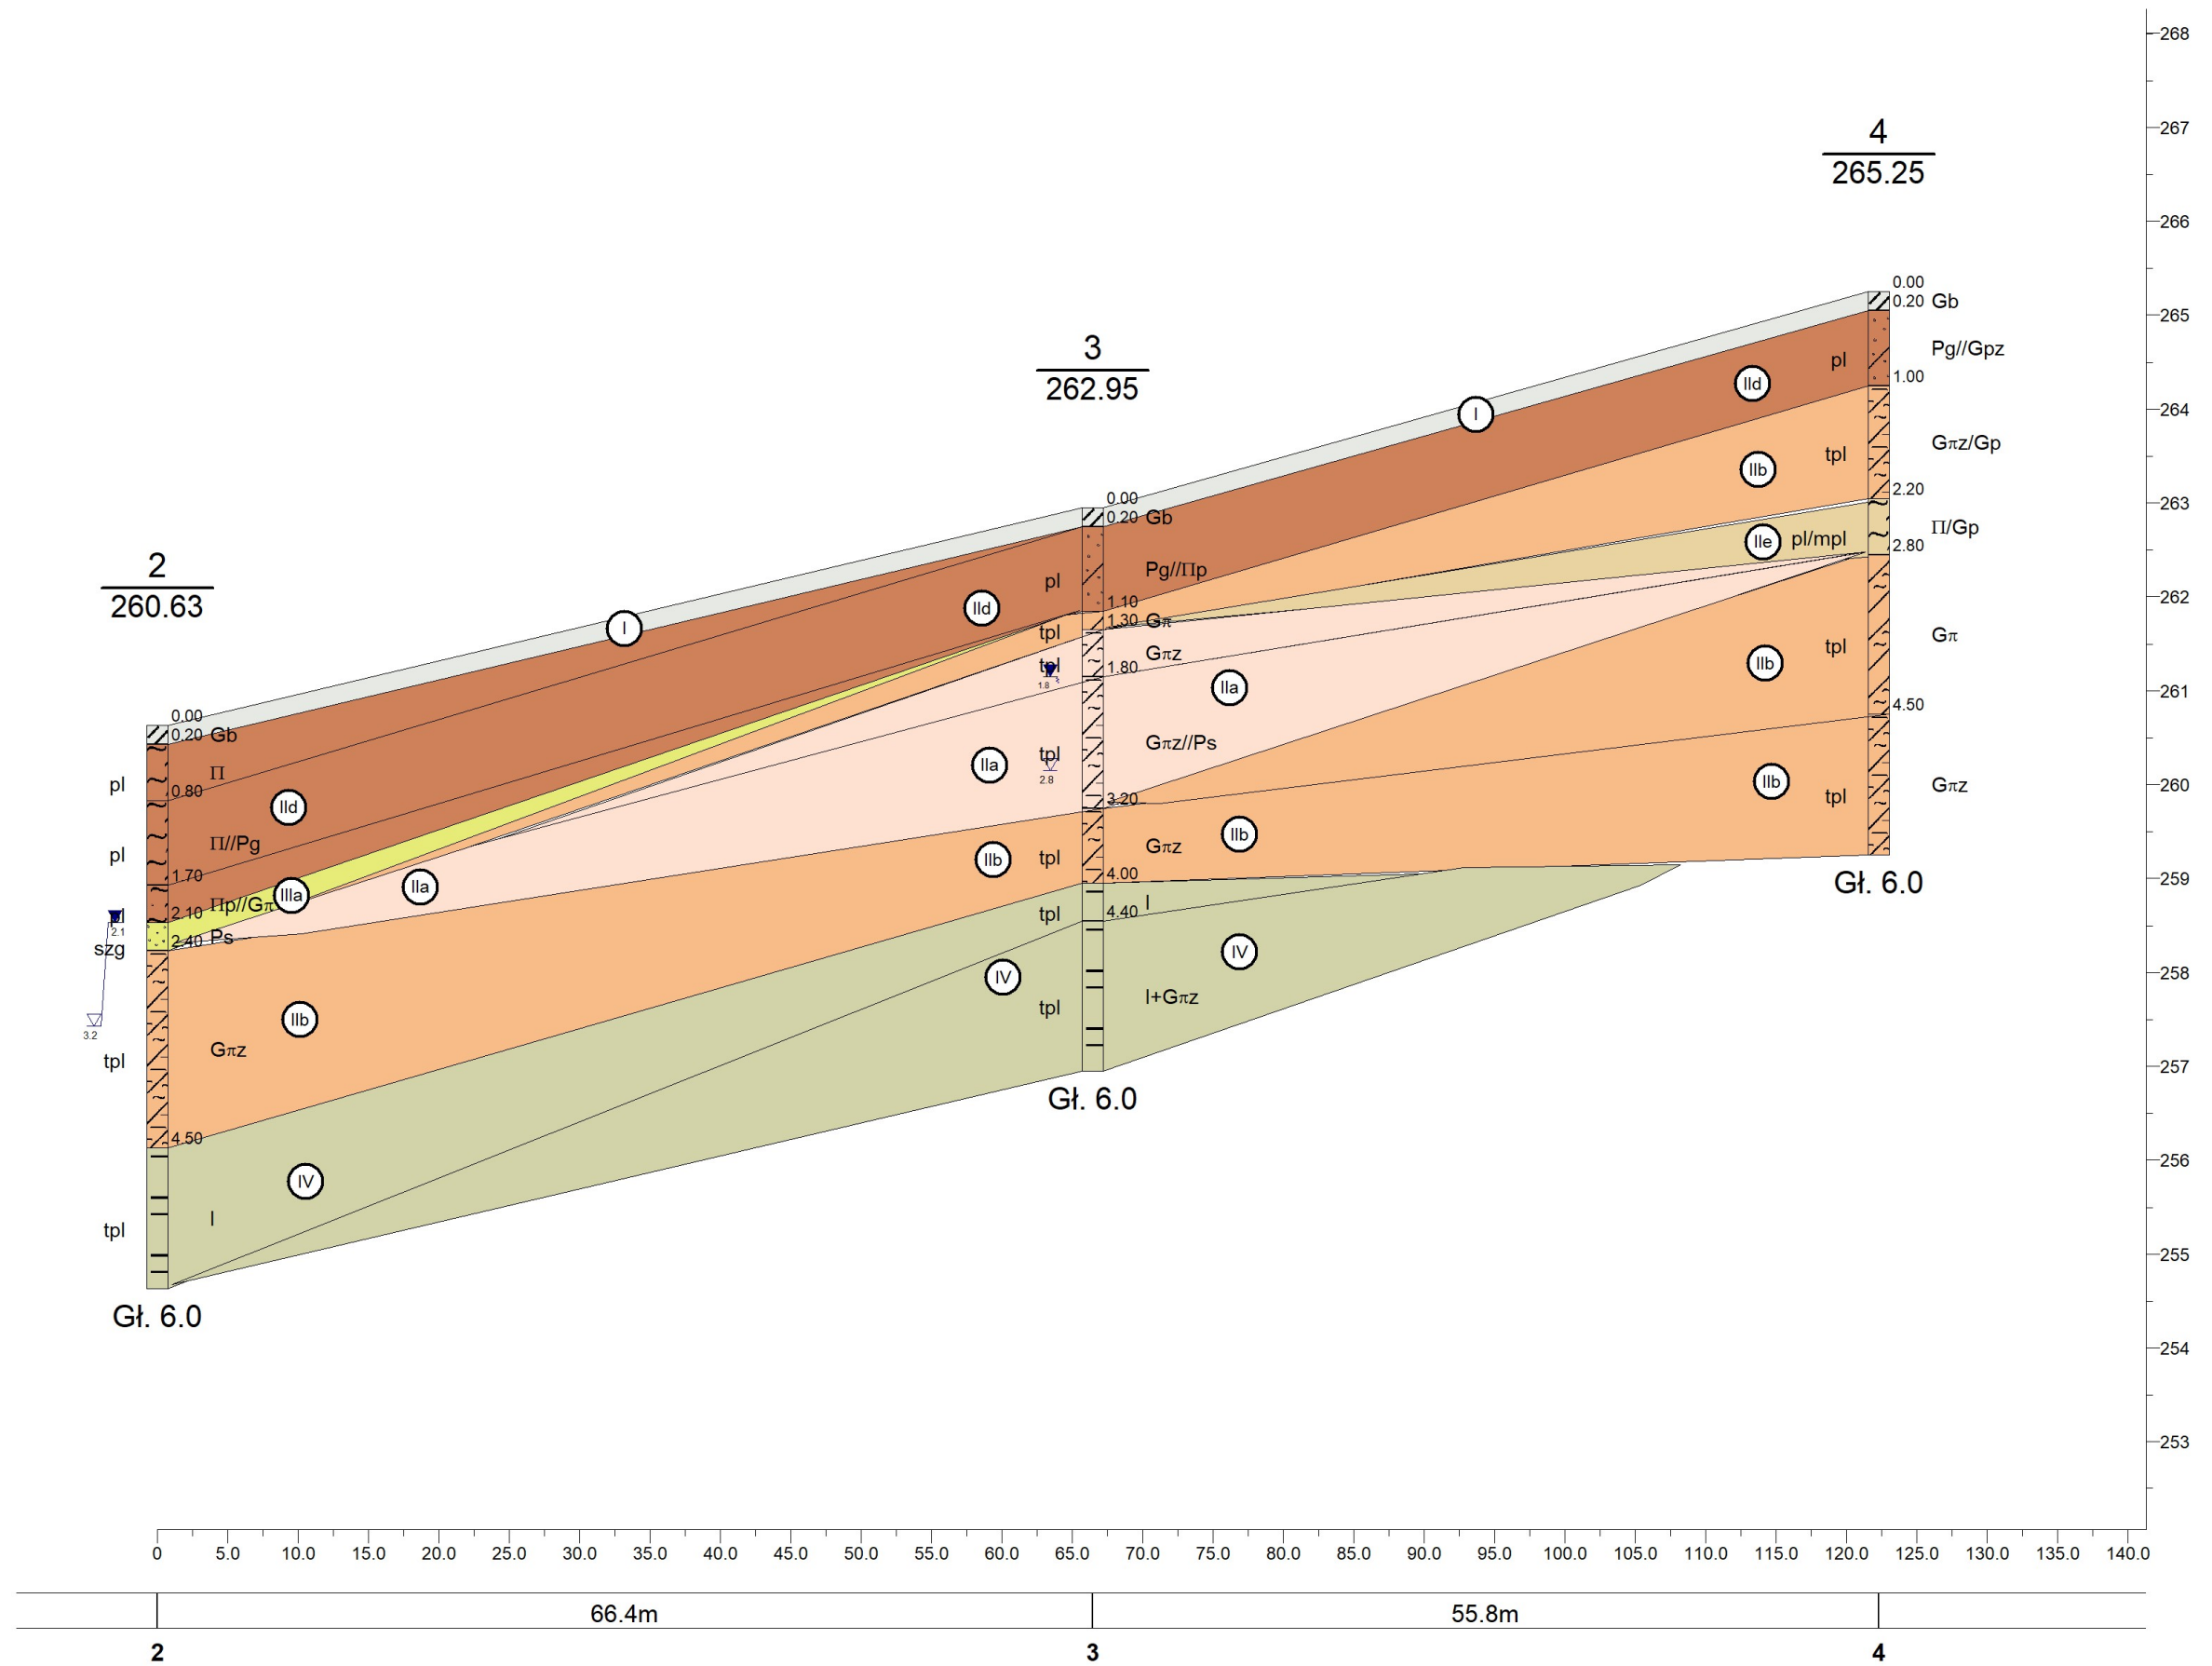 268
267
266
265
264
263
262
261
260
259
258
257
256
255
254
253
4
265.25
0.00
0.20 Gb
Pg//Gpz
1.00
Gπz/Gp
2.20
Π/Gp
2.80
Gπ
4.50
Gπz
pl
tpl
pl/mpl
tpl
tpl
Gł. 6.0
IId
IIb
IIe
IIb
IIb
I
3
262.95
0.00
0.20 Gb
Pg//Πp
1.10
1.30 Gπ
Gπz
1.80
Gπz//Ps
3.20
Gπz
4.00
I
4.40
I+Gπz
pl
tpl
tpl
1.8
tpl
2.8
tpl
tpl
tpl
Gł. 6.0
IIa
IIb
IV
IId
IIa
IIb
IV
I
2
260.63
0.00
0.20 Gb
Π
0.80
Π//Pg
1.70
Πp//Gπ
2.10
2.40 Ps
Gπz
4.50
I
pl
pl
pl
2.1
szg
3.2
tpl
tpl
Gł. 6.0
IId
IIIa
IIa
IIb
IV
0 5.0 10.0 15.0 20.0 25.0 30.0 35.0 40.0 45.0 50.0 55.0 60.0 65.0 70.0 75.0 80.0 85.0 90.0 95.0 100.0 105.0 110.0 115.0 120.0 125.0 130.0 135.0 140.0
66.4m 55.8m
2 3 4